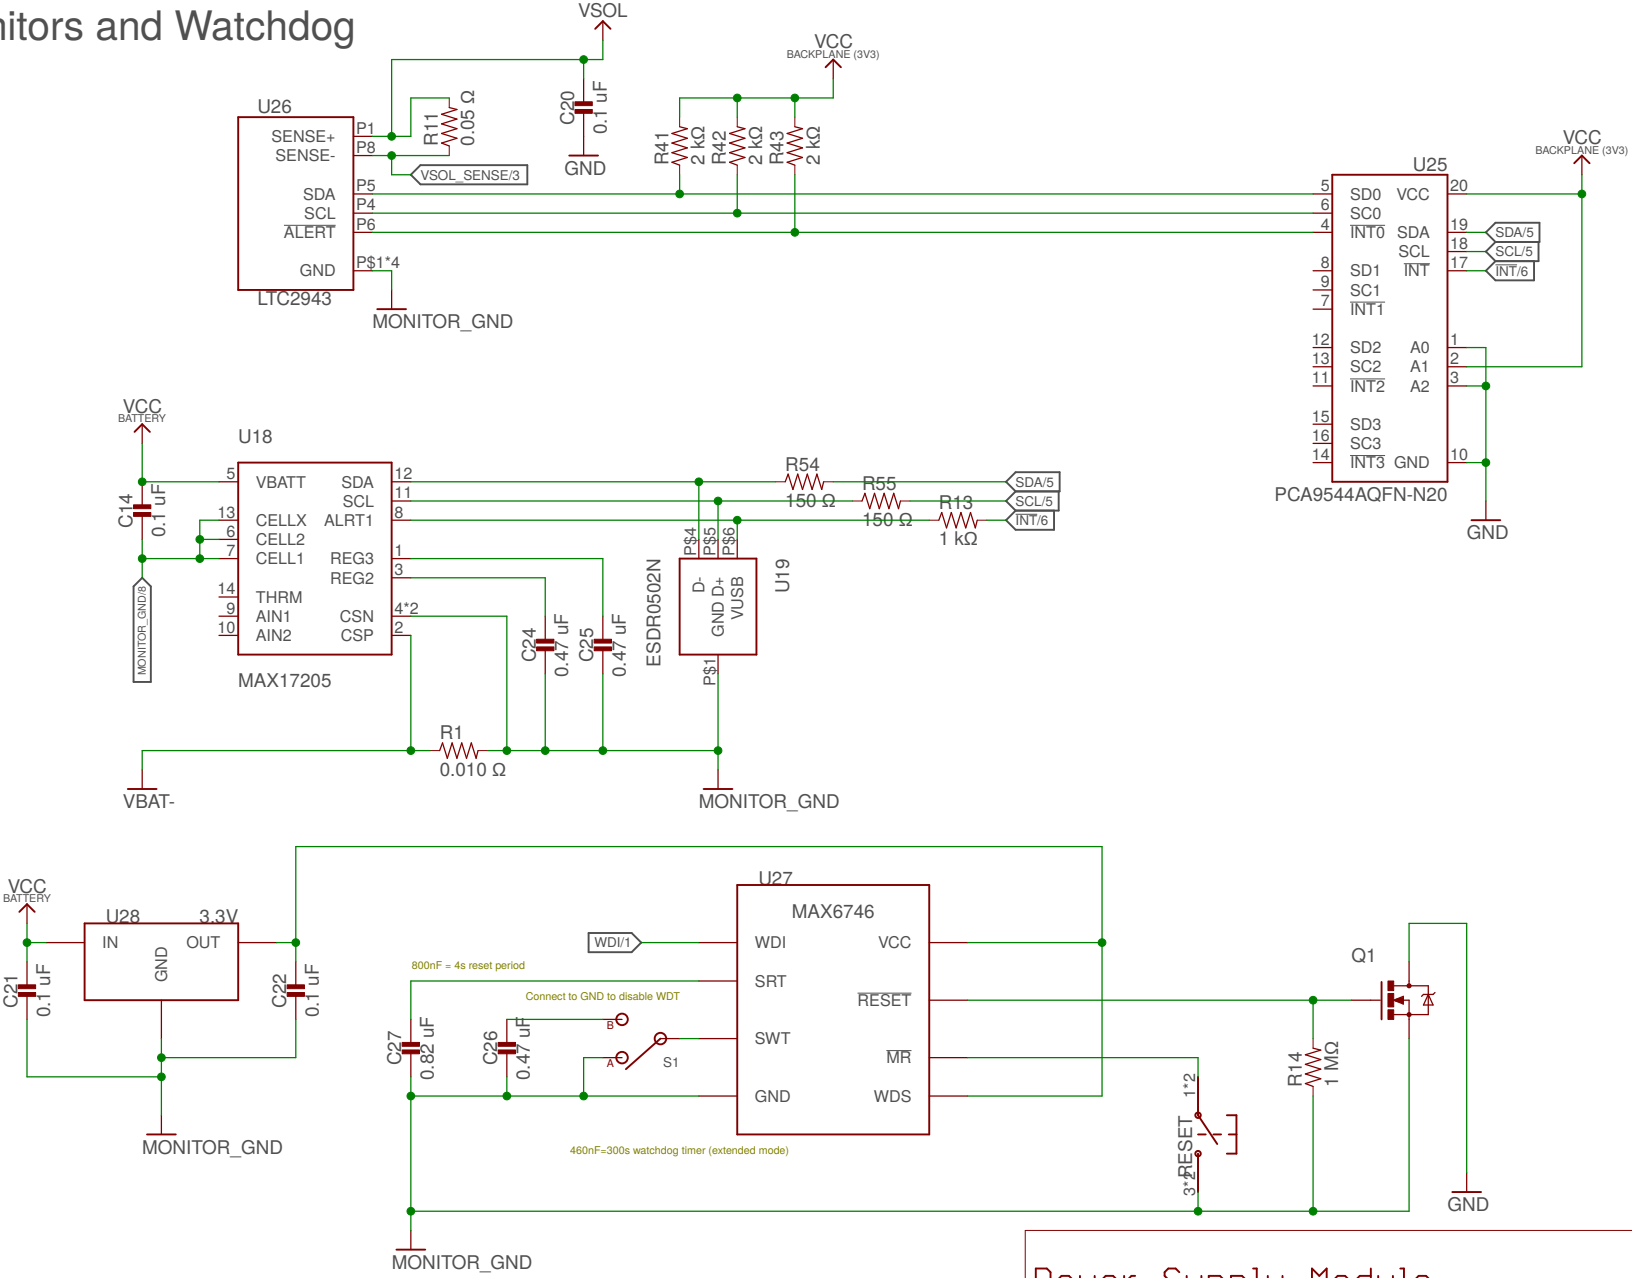 nitors and Watchdog
VSOL
VCC
BACKPLANE (3V3)
C20
0.1 uF
GND
U26
SENSE+
SENSE-
SDA
SCL
ALERT
GND
P1
P8
P5
P4
P6
P$1*4
LTC2943
R11
0.05 Ω
VSOL_SENSE/3
MONITOR_GND
R41
2 kΩ
R42
2 kΩ
R43
2 kΩ
VCC
BACKPLANE (3V3)
U25
5 SD0 VCC 20
6 SC0
4 INT0 SDA 19 SDA/5
SCL 18 SCL/5
8 SD1 INT 17 INT/6
9 SC1
7 INT1
12 SD2 A0 1
13 SC2 A1 2
11 INT2 A2 3
15 SD3
16 SC3
14 INT3 GND 10
PCA9544AQFN-N20
GND
VCC
BATTERY
C14
0.1 uF
MONITOR_GND/8
U18
5 VBATT SDA 12
SCL 11
13 CELLX ALRT1 8
6 CELL2
7 CELL1 REG3 1
REG2 3
14 THRM
9 AIN1 CSN 4*2
10 AIN2 CSP 2
MAX17205
R54
150 Ω
R55
150 Ω
R13
1 kΩ
SDA/5
SCL/5
INT/6
P$4
P$5
P$6
D-
GND D+
VUSB
U19
ESDR0502N
P$1
C24
0.47 uF
C25
0.47 uF
R1
0.010 Ω
VBAT-
MONITOR_GND
VCC
BATTERY
U28 3.3V
IN OUT
GND
C21
0.1 uF
C22
0.1 uF
MONITOR_GND
U27
MAX6746
WDI/1
WDI VCC
SRT
RESET
SWT
MR
GND WDS
800nF = 4s reset period
Connect to GND to disable WDT
B
A
S1
C27
0.82 uF
C26
0.47 uF
460nF=300s watchdog timer (extended mode)
MONITOR_GND
1*2
RESET
3*2
R14
1 MΩ
Q1
GND
Power Supply Module